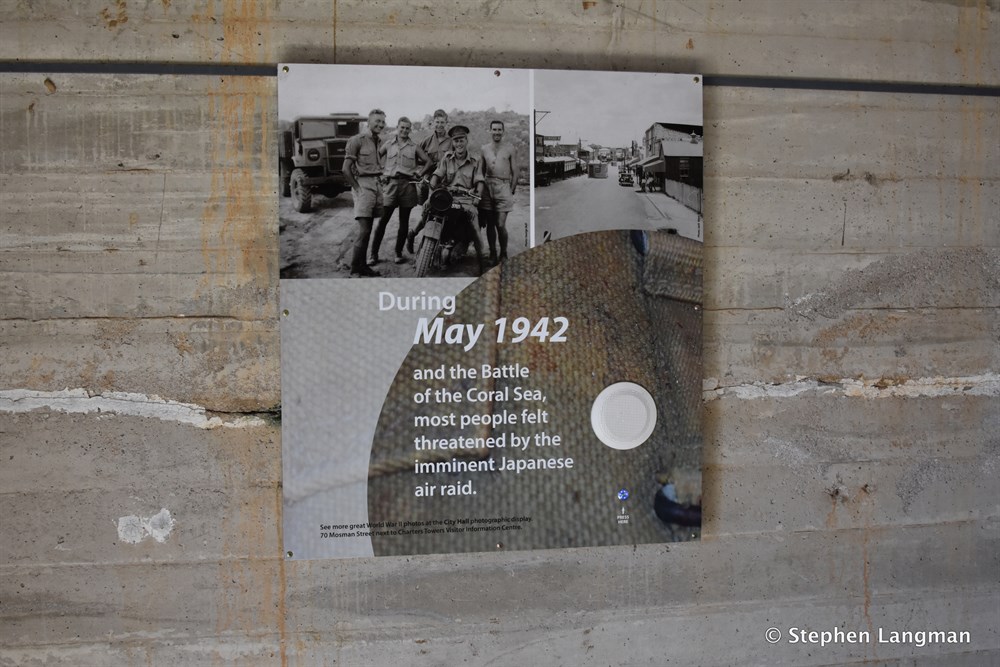 During
May 1942
and the Battle
of the Coral Sea,
most people felt
threatened by the
imminent Japanese
air raid.
PRESS
HERE
See more great World War II photos at the City Hall photographic display
70 Mosman Street next to Charters Towers Visitor Information Centre.
© Stephen Langman